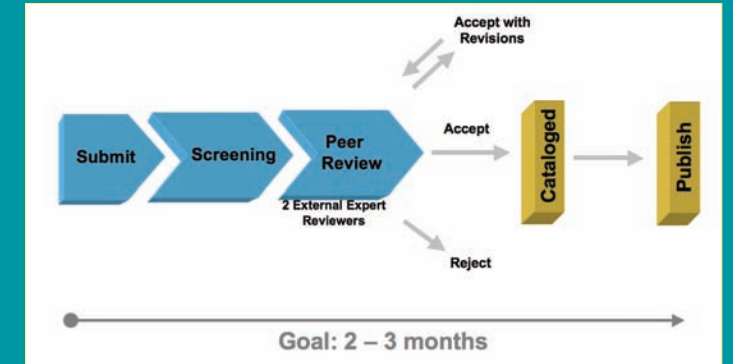 Accept with
Revisions
Submit
Screening
Peer
Review
2 External Expert
Reviewers
Accept
Cataloged
Publish
Reject
Goal: 2 – 3 months